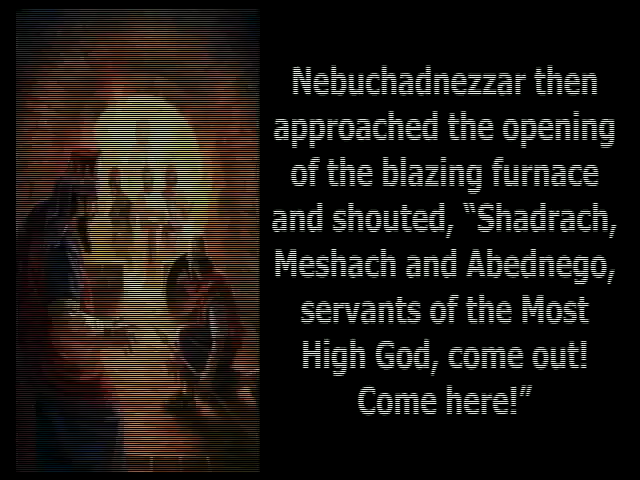 Nebuchadnezzar then
approached the opening
of the blazing furnace
and shouted, “Shadrach,
Meshach and Abednego,
servants of the Most
High God, come out!
Come here!”